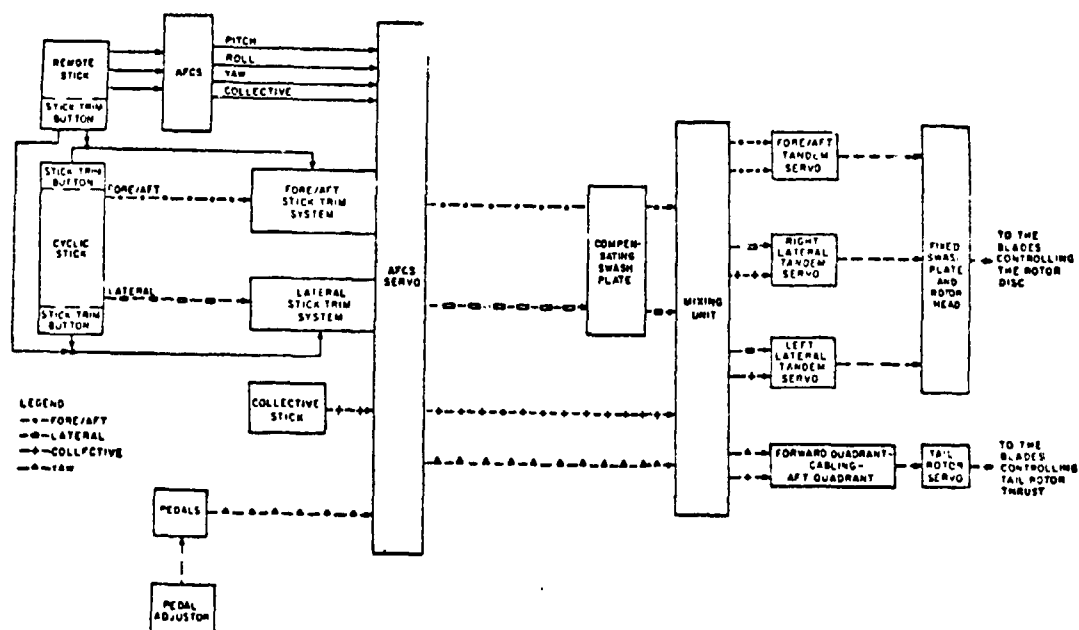 REMOTE
STICK
STICK TRIM
BUTTON
AFCS
PITCH
ROLL
YAW
COLLECTIVE
STICK TRIM
BUTTON
CYCLIC
STICK
STICK TRIM
BUTTON
FORE/AFT
LATERAL
FORE/AFT
STICK TRIM
SYSTEM
LATERAL
STICK TRIM
SYSTEM
COLLECTIVE
STICK
PEDALS
PEDAL
ADJUSTOR
AFCS
SERVO
COMPEN-
SATING
SWASH
PLATE
MIXING
UNIT
FORE/AFT
TANDEM
SERVO
RIGHT
LATERAL
TANDEM
SERVO
LEFT
LATERAL
TANDEM
SERVO
FORWARD QUADRANT-
CABLING-
AFT QUADRANT
TAIL
ROTOR
SERVO
FIXED
SWASH
PLATE
AND
ROTOR
HEAD
TO THE
BLADES
CONTROLLING
THE ROTOR
DISC
TO THE
BLADES
CONTROLLING
TAIL ROTOR
THRUST
LEGEND
FORE/AFT
LATERAL
COLLECTIVE
YAW